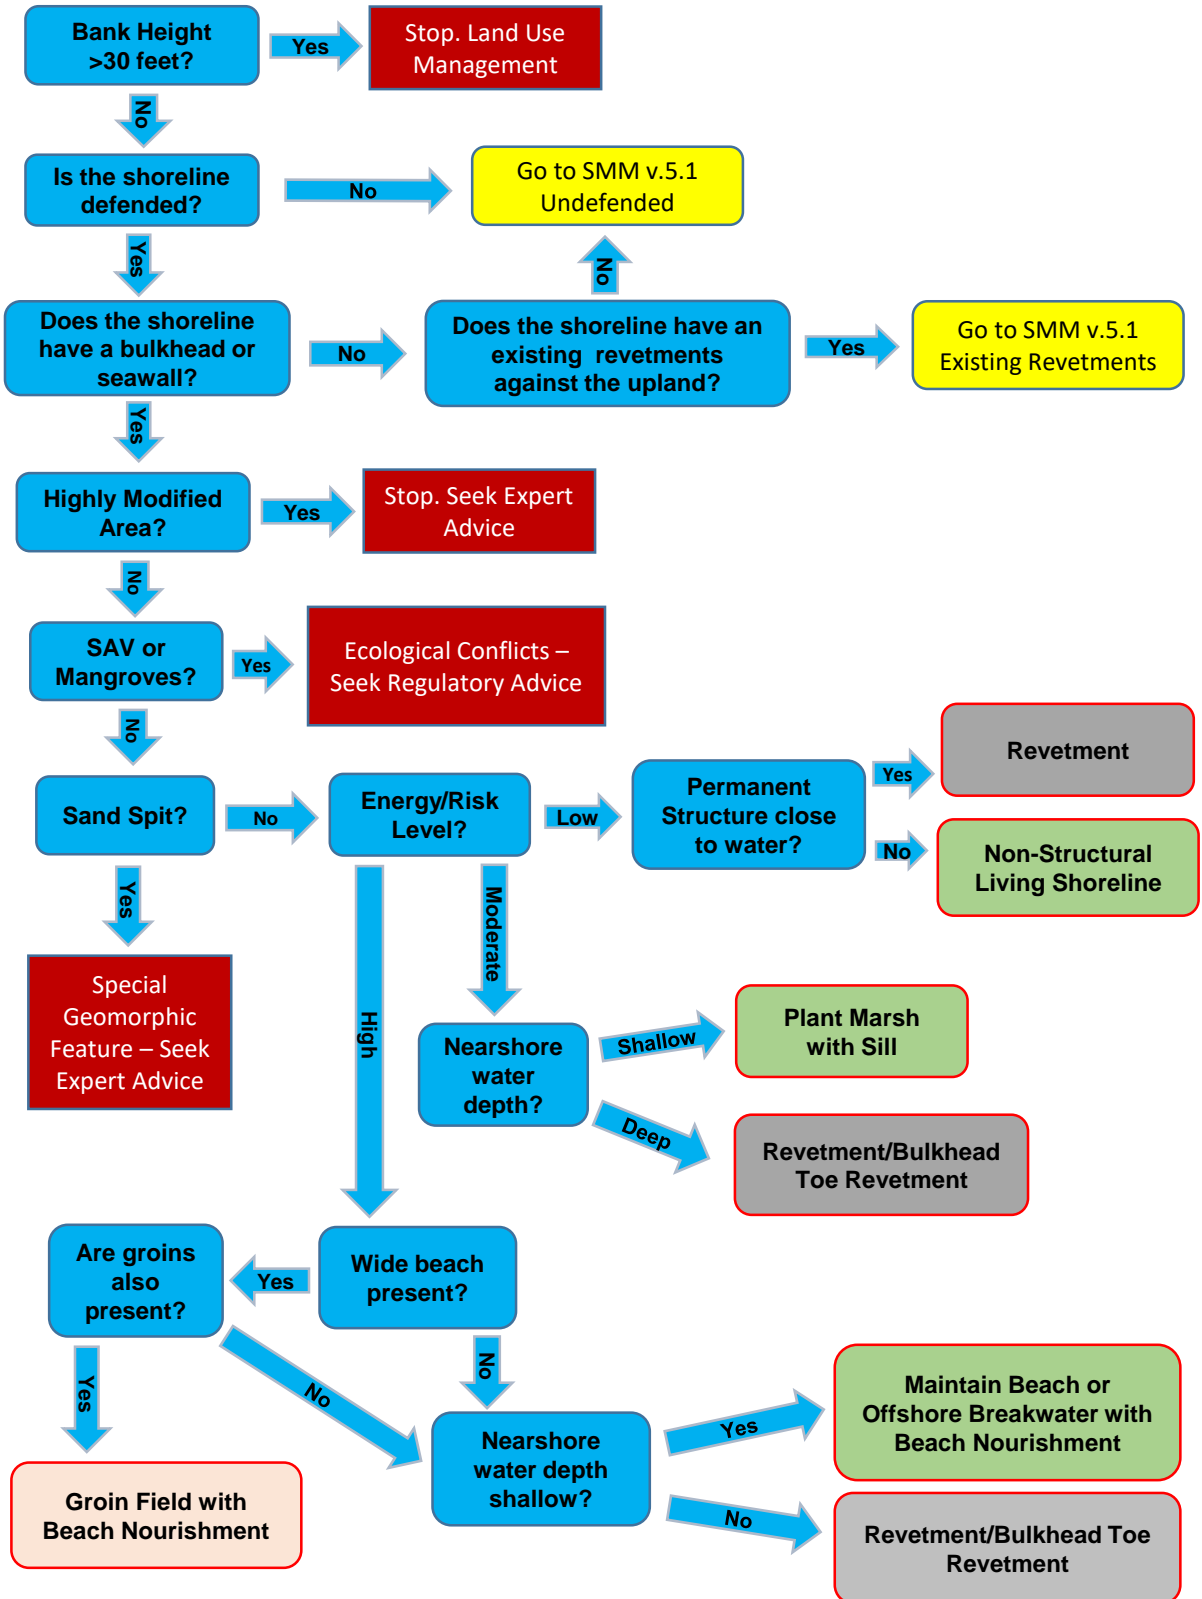 Bank Height
>30 feet?
Yes
Stop. Land Use
Management
No
Is the shoreline
defended?
No
Go to SMM v.5.1
Undefended
Yes
No
Does the shoreline
have a bulkhead or
seawall?
No
Does the shoreline have an
existing revetments
against the upland?
Yes
Go to SMM v.5.1
Existing Revetments
Yes
Highly Modified
Area?
Yes
Stop. Seek Expert
Advice
No
SAV or
Mangroves?
Yes
Ecological Conflicts –
Seek Regulatory Advice
No
Sand Spit?
No
Energy/Risk
Level?
Low
Permanent
Structure close
to water?
Yes
Revetment
No
Non-Structural
Living Shoreline
Yes
Special
Geomorphic
Feature – Seek
Expert Advice
Moderate
High
Nearshore
water
depth?
Shallow
Plant Marsh
with Sill
Deep
Revetment/Bulkhead
Toe Revetment
Wide beach
present?
Yes
Are groins
also
present?
No
Yes
No
Groin Field with
Beach Nourishment
Nearshore
water depth
shallow?
Yes
Maintain Beach or
Offshore Breakwater with
Beach Nourishment
No
Revetment/Bulkhead Toe
Revetment